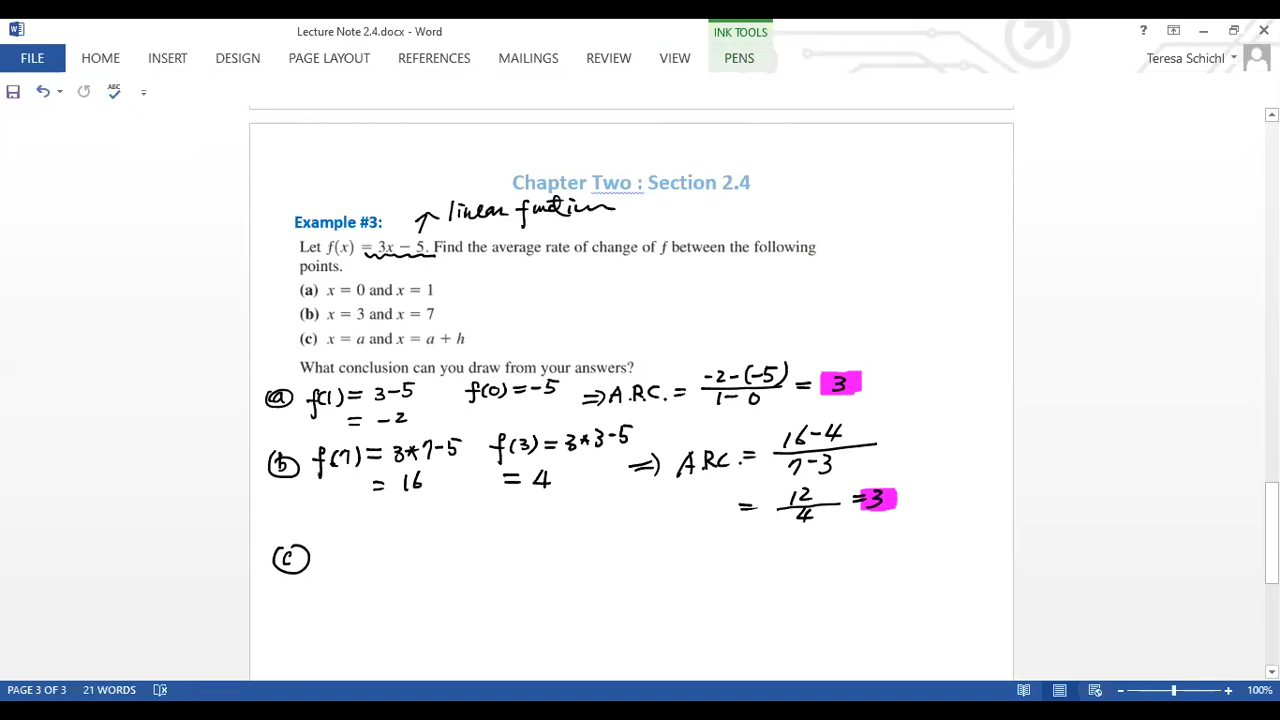 Lecture Note 2.4.docx - Word
INK TOOLS
?
FILE HOME INSERT DESIGN PAGE LAYOUT REFERENCES MAILINGS REVIEW VIEW PENS Teresa Schichl
ABC
Chapter Two : Section 2.4
Example #3: ↑ linear function
Let f(x) = 3x − 5. Find the average rate of change of f between the following
points.
(a) x = 0 and x = 1
(b) x = 3 and x = 7
(c) x = a and x = a + h
What conclusion can you draw from your answers?
(a) f(1) = 3-5 f(0) = -5 => A.R.C. = -2-(-5) / 1-0 = 3
= -2
(b) f(7) = 3*7-5 f(3) = 3*3-5 => A.R.C. = 16-4 / 7-3
= 16 = 4
= 12/4 = 3
(c)
PAGE 3 OF 3 21 WORDS 100%